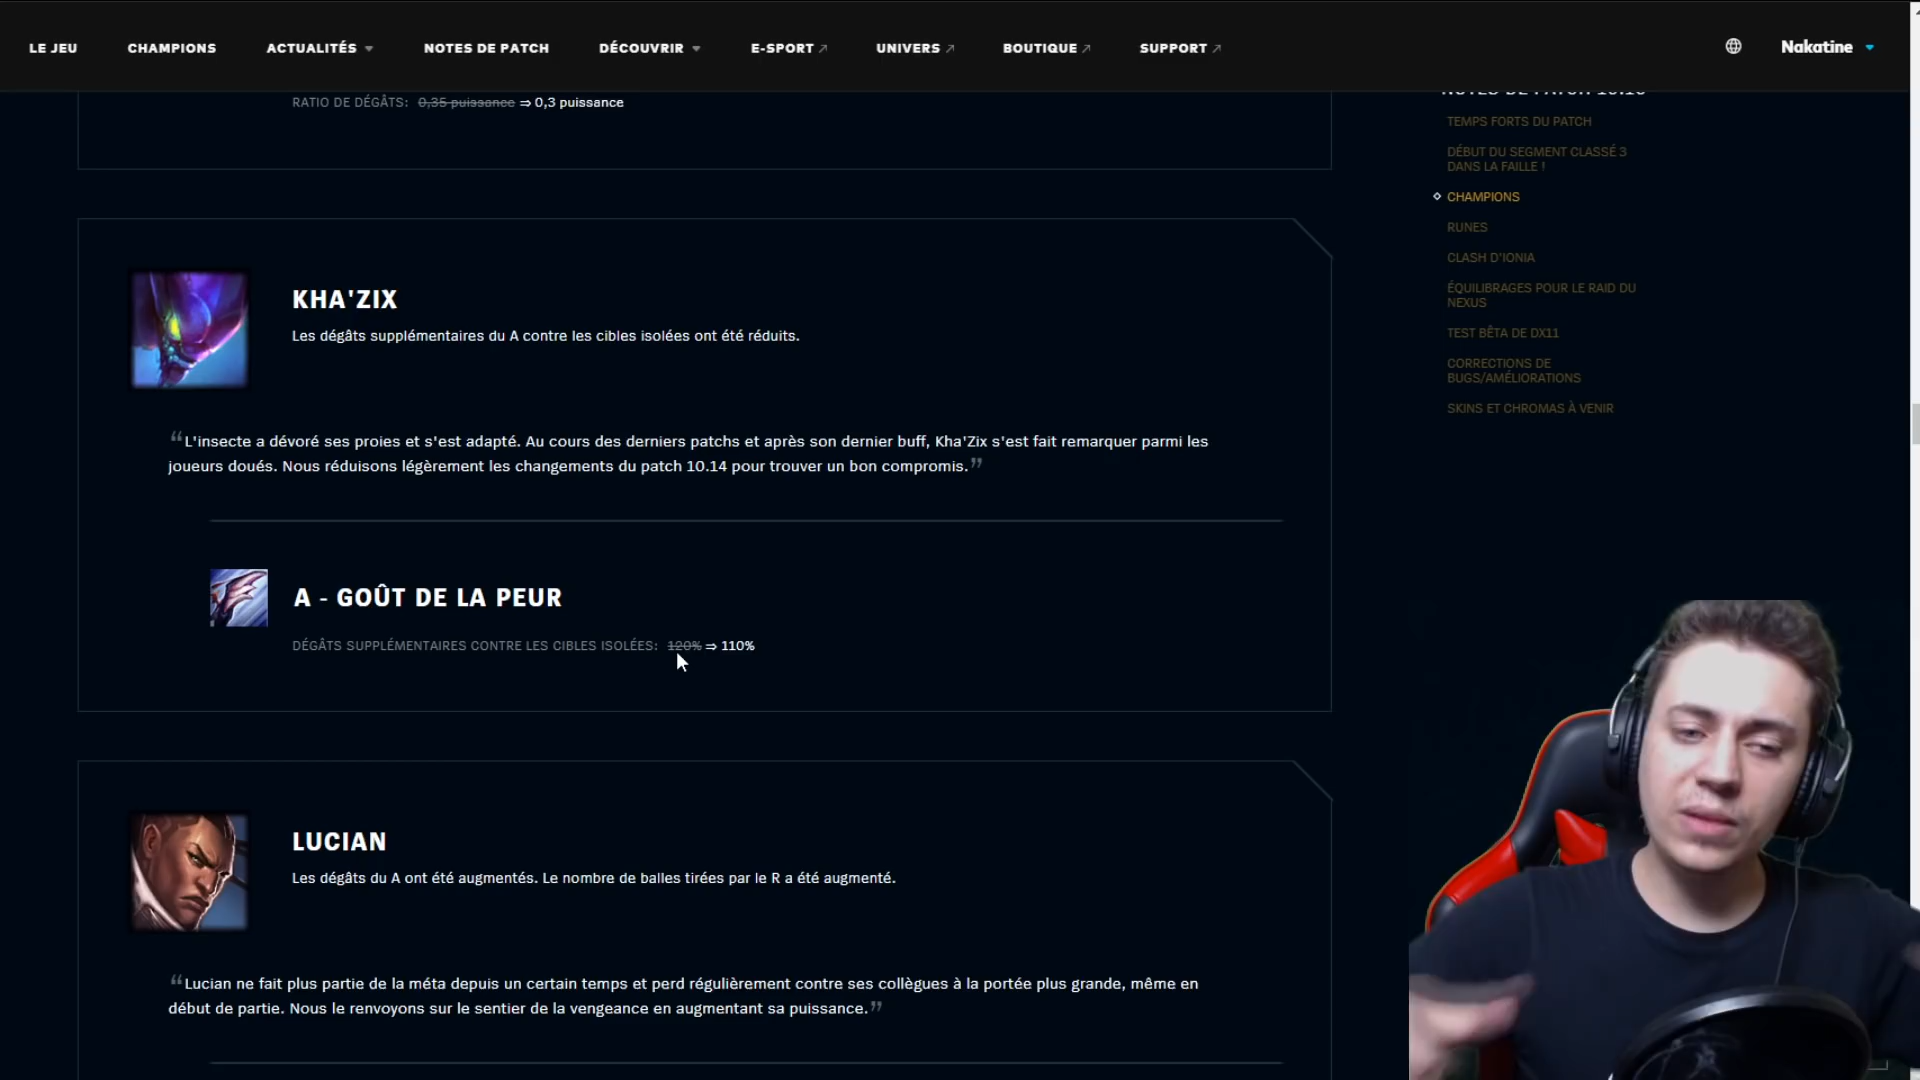 LE JEU CHAMPIONS ACTUALITÉS NOTES DE PATCH DÉCOUVRIR E-SPORT UNIVERS BOUTIQUE SUPPORT Nakatine
RATIO DE DÉGÂTS: 0,35 puissance ⇒ 0,3 puissance
KHA'ZIX
Les dégâts supplémentaires du A contre les cibles isolées ont été réduits.
“L'insecte a dévoré ses proies et s'est adapté. Au cours des derniers patchs et après son dernier buff, Kha'Zix s'est fait remarquer parmi les
joueurs doués. Nous réduisons légèrement les changements du patch 10.14 pour trouver un bon compromis.”
A - GOÛT DE LA PEUR
DÉGÂTS SUPPLÉMENTAIRES CONTRE LES CIBLES ISOLÉES: 120% ⇒ 110%
LUCIAN
Les dégâts du A ont été augmentés. Le nombre de balles tirées par le R a été augmenté.
“Lucian ne fait plus partie de la méta depuis un certain temps et perd régulièrement contre ses collègues à la portée plus grande, même en
début de partie. Nous le renvoyons sur le sentier de la vengeance en augmentant sa puissance.”
NOTES DE PATCH
TEMPS FORTS DU PATCH
DÉBUT DU SEGMENT CLASSÉ 3
DANS LA FAILLE !
CHAMPIONS
RUNES
CLASH D'IONIA
ÉQUILIBRAGES POUR LE RAID DU
NEXUS
TEST BÊTA DE DX11
CORRECTIONS DE
BUGS/AMÉLIORATIONS
SKINS ET CHROMAS À VENIR